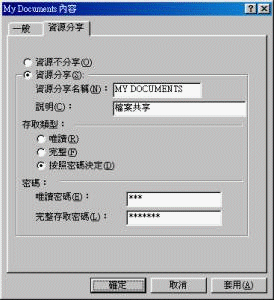 My Documents 內容
一般 資源分享
資源不分享(O)
資源分享(S):
資源分享名稱(N): MY DOCUMENTS
說明(C): 檔案共享
存取類型:
唯讀(R)
完整(F)
按照密碼決定(D)
密碼:
唯讀密碼(E): ***
完整存取密碼(L): *******
確定 取消 套用(A)